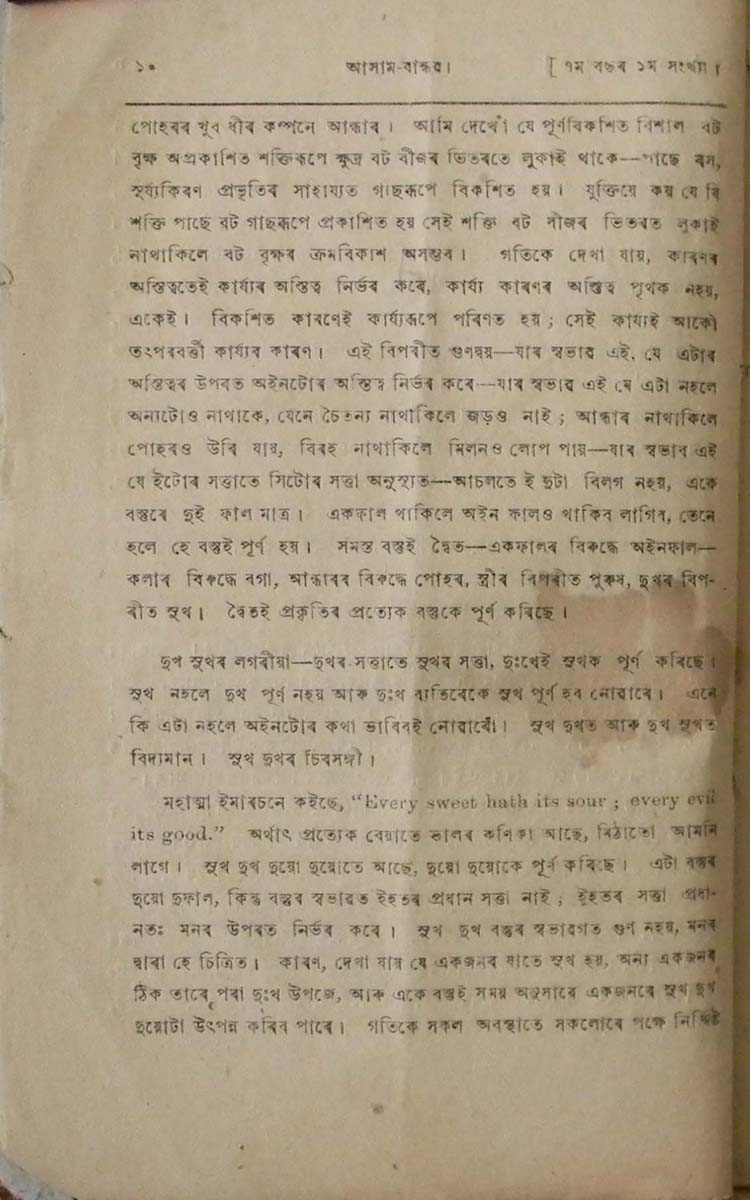 ১০ আসাম-বান্ধৱ। [ ৭ম বছৰ ১ম সংখ্যা।
পোহৰৰ খুব ধীৰ কম্পনে আন্ধাৰ। আমি দেখোঁ যে পূৰ্ণবিকশিত বিশাল বট
বৃক্ষ অপ্ৰকাশিত শক্তিৰূপে ক্ষুদ্ৰ বট বীজৰ ভিতৰতে লুকাই থাকে—পাছে ৰস,
সূৰ্য্যকিৰণ প্ৰভৃতিৰ সাহায্যত গাছৰূপে বিকশিত হয়। যুক্তিয়ে কয় যে যি
শক্তি পাছে বট গাছৰূপে প্ৰকাশিত হয় সেই শক্তি বট বীজৰ ভিতৰত লুকাই
নাথাকিলে বট বৃক্ষৰ ক্ৰমবিকাশ অসম্ভৱ। গতিকে দেখা যায়, কাৰণৰ
অস্তিত্বতেই কাৰ্য্যৰ অস্তিত্ব নিৰ্ভৰ কৰে, কাৰ্য্য কাৰণৰ অস্তিত্ব পৃথক নহয়,
একেই। বিকশিত কাৰণেই কাৰ্য্যৰূপে পৰিণত হয়; সেই কাৰ্য্যই আকৌ
তৎপৰবৰ্ত্তী কাৰ্য্যৰ কাৰণ। এই বিপৰীত গুণদ্বয়—যাৰ স্বভাৱ এই, যে এটাৰ
অস্তিত্বৰ উপৰত অইনটোৰ অস্তিত্ব নিৰ্ভৰ কৰে—যাৰ স্বভাৱ এই যে এটা নহলে
অন্যটোও নাথাকে, যেনে চৈতন্য নাথাকিলে জড়ও নাই; আন্ধাৰ নাথাকিলে
পোহৰও উৰি যায়, বিৰহ নাথাকিলে মিলনও লোপ পায়—যাৰ স্বভাৱ এই
যে ইটোৰ সত্তাতে সিটোৰ সত্তা অনুস্যূত—আচলতে ই দুটা বিলগ নহয়, একে
বস্তুৰে দুই ফাল মাত্ৰ। একফাল থাকিলে অইন ফালও থাকিব লাগিব, তেনে
হলে হে বস্তুই পূৰ্ণ হয়। সমস্ত বস্তুই দ্বৈত—একফালৰ বিৰুদ্ধে অইনফাল—
কলাৰ বিৰুদ্ধে বগা, আন্ধাৰৰ বিৰুদ্ধে পোহৰ, স্ত্ৰীৰ বিপৰীত পুৰুষ, দুখৰ বিপ-
ৰীত সুখ। দ্বৈতই প্ৰকৃতিৰ প্ৰত্যেক বস্তুকে পূৰ্ণ কৰিছে।
দুখ সুখৰ লগৰীয়া—দুখৰ সত্তাতে সুখৰ সত্তা, দুঃখেই সুখক পূৰ্ণ কৰিছে।
সুখ নহলে দুখ পূৰ্ণ নহয় আৰু দুঃখ ব্যতিৰেকে সুখ পূৰ্ণ হব নোৱাৰে। এনে
কি এটা নহলে অইনটোৰ কথা ভাবিবই নোৱাৰোঁ। সুখ দুখত আৰু দুখ সুখত
বিদ্যমান। সুখ দুখৰ চিৰসঙ্গী।
মহাত্মা ইমাৰচনে কইছে, “Every sweet hath its sour; every evil
its good.” অৰ্থাৎ প্ৰত্যেক বেয়াতে ভালৰ কণিকা আছে, মিঠাতো আমনি
লাগে। সুখ দুখ দুয়ো দুয়োতে আছে, দুয়ো দুয়োকে পূৰ্ণ কৰিছে। এটা বস্তুৰ
দুয়ো দুফাল, কিন্তু বস্তুৰ স্বভাৱত ইহঁতৰ প্ৰধান সত্তা নাই; ইহঁতৰ সত্তা প্ৰধা-
নতঃ মনৰ উপৰত নিৰ্ভৰ কৰে। সুখ দুখ বস্তুৰ স্বভাৱগত গুণ নহয়, মনৰ
দ্বাৰা হে চিত্ৰিত। কাৰণ, দেখা যায় যে একজনৰ যাতে সুখ হয়, অন্য একজনৰ
ঠিক তাৰে পৰা দুঃখ উপজে, আৰু একে বস্তুই সময় অনুসাৰে একজনৰে সুখ দুখ
দুয়োটা উৎপন্ন কৰিব পাৰে। গতিকে সকল অবস্থাতে সকলোৰে পক্ষে নিৰ্দ্দিষ্ট